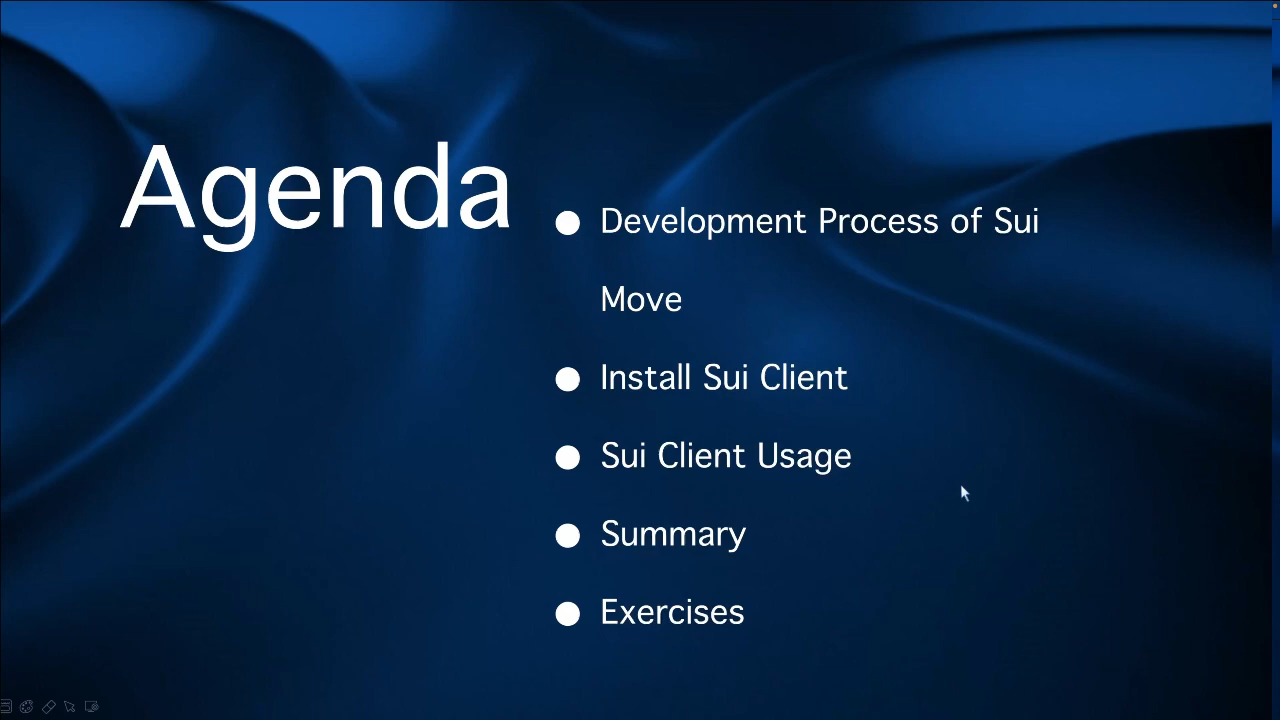 Agenda
● Development Process of Sui
Move
● Install Sui Client
● Sui Client Usage
● Summary
● Exercises